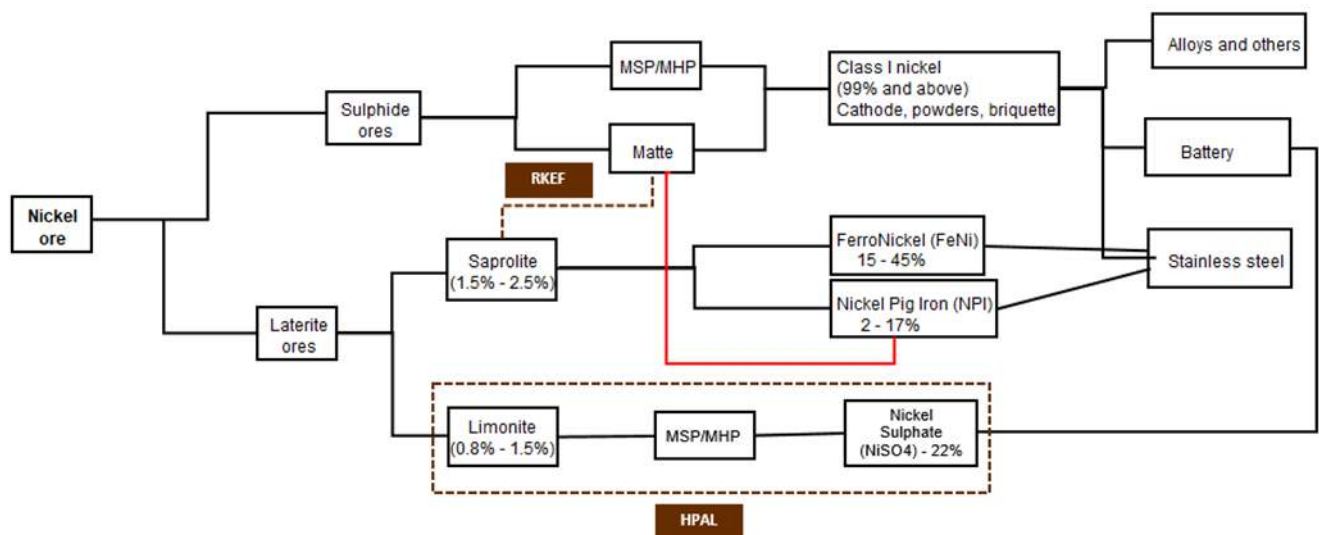 Nickel
ore
Sulphide
ores
Laterite
ores
MSP/MHP
Matte
RKEF
Saprolite
(1.5% - 2.5%)
Limonite
(0.8% - 1.5%)
MSP/MHP
Nickel
Sulphate
(NiSO4) - 22%
HPAL
Class I nickel
(99% and above)
Cathode, powders, briquette
FerroNickel (FeNi)
15 - 45%
Nickel Pig Iron (NPI)
2 - 17%
Alloys and others
Battery
Stainless steel